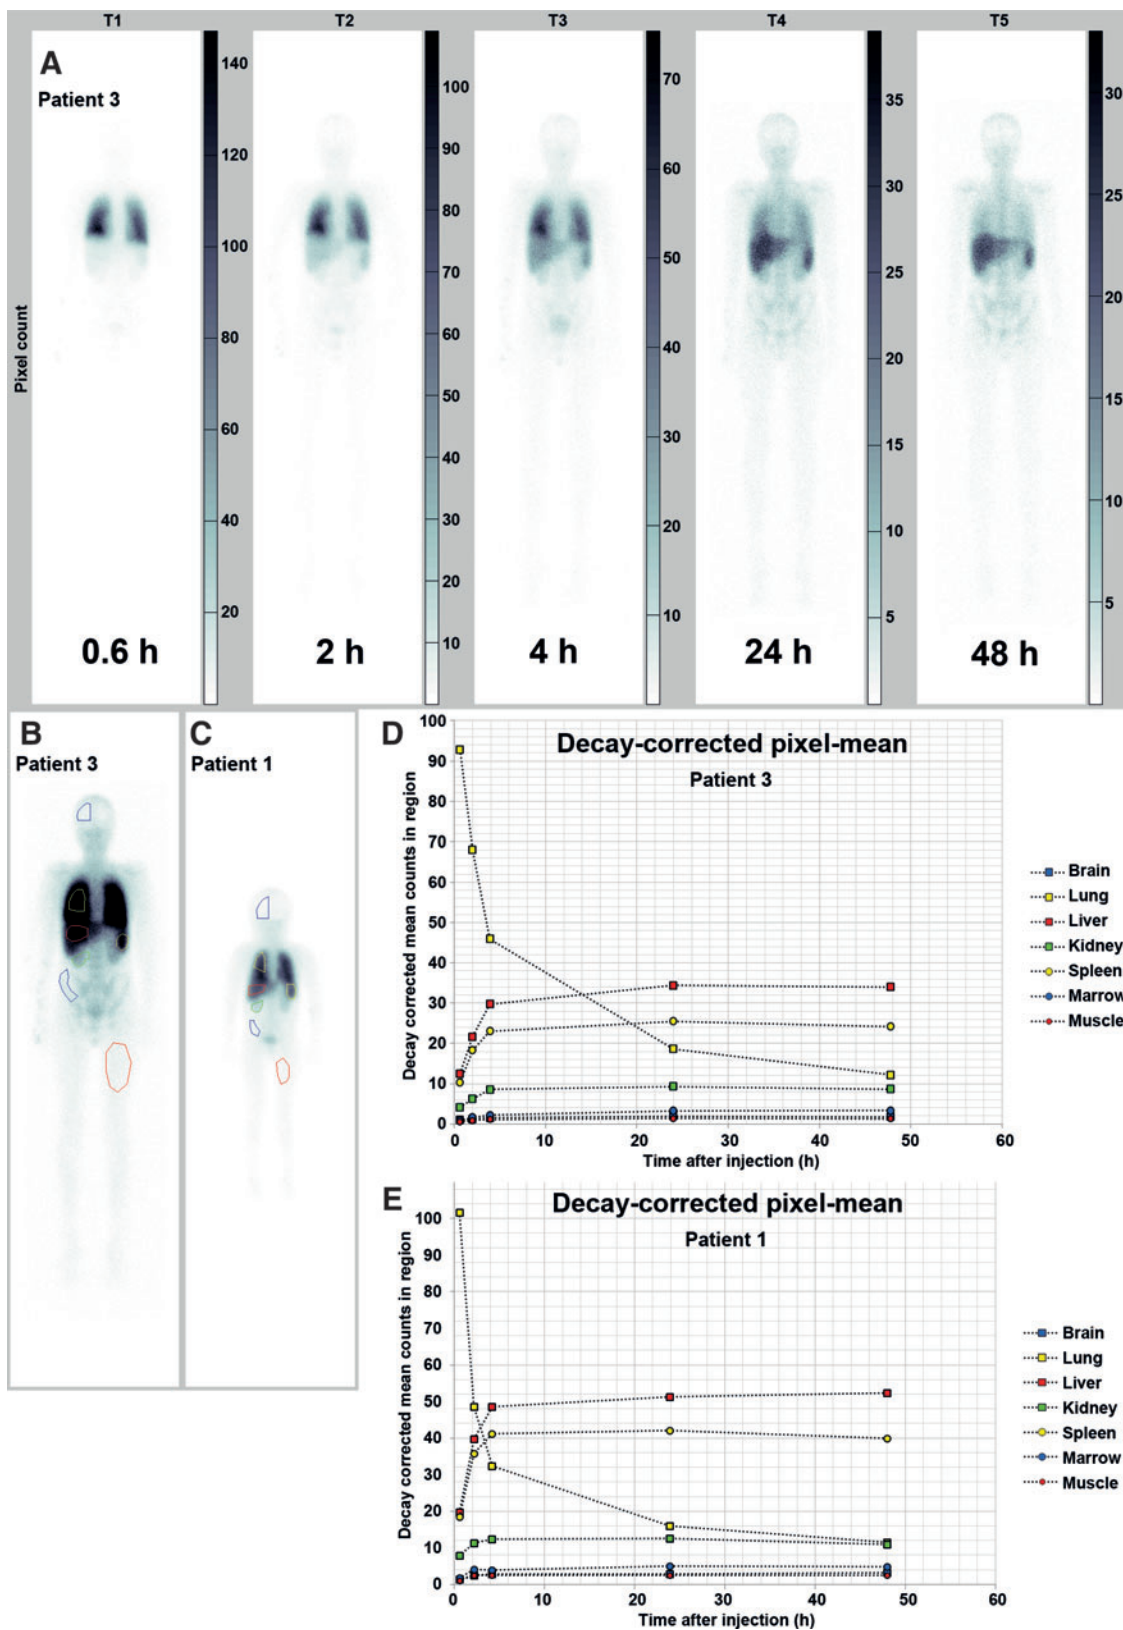 T1 T2 T3 T4 T5
A
Patient 3
Pixel count
140
120
100
80
60
40
20
100
90
80
70
60
50
40
30
20
10
70
60
50
40
30
20
10
35
30
25
20
15
10
5
30
25
20
15
10
5
0.6 h 2 h 4 h 24 h 48 h
B
Patient 3
C
Patient 1
D
Decay-corrected pixel-mean
Patient 3
Decay corrected mean counts in region
100
90
80
70
60
50
40
30
20
10
0
0 10 20 30 40 50 60
Time after injection (h)
Brain
Lung
Liver
Kidney
Spleen
Marrow
Muscle
E
Decay-corrected pixel-mean
Patient 1
Decay corrected mean counts in region
100
90
80
70
60
50
40
30
20
10
0
0 10 20 30 40 50 60
Time after injection (h)
Brain
Lung
Liver
Kidney
Spleen
Marrow
Muscle